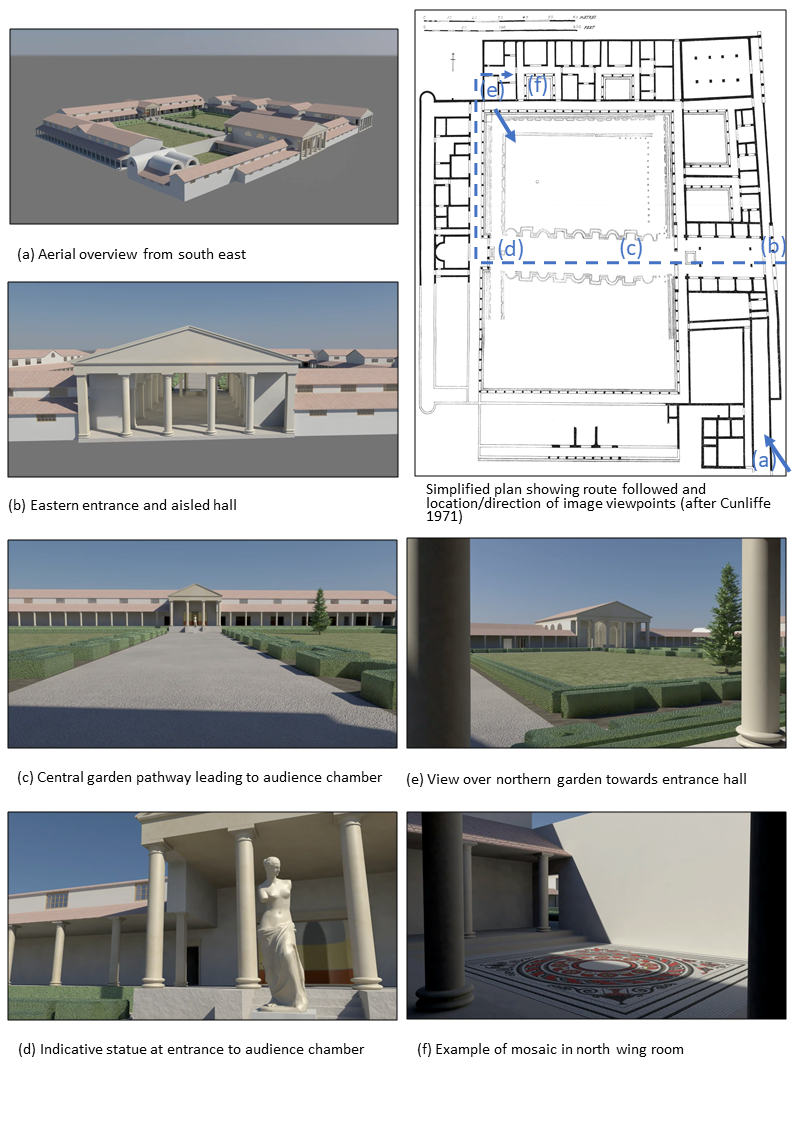 METRES
FEET
(e)
(f)
(d)
(c)
(b)
(a)
(a) Aerial overview from south east
Simplified plan showing route followed and
location/direction of image viewpoints (after Cunliffe
1971)
(b) Eastern entrance and aisled hall
(c) Central garden pathway leading to audience chamber
(e) View over northern garden towards entrance hall
(d) Indicative statue at entrance to audience chamber
(f) Example of mosaic in north wing room